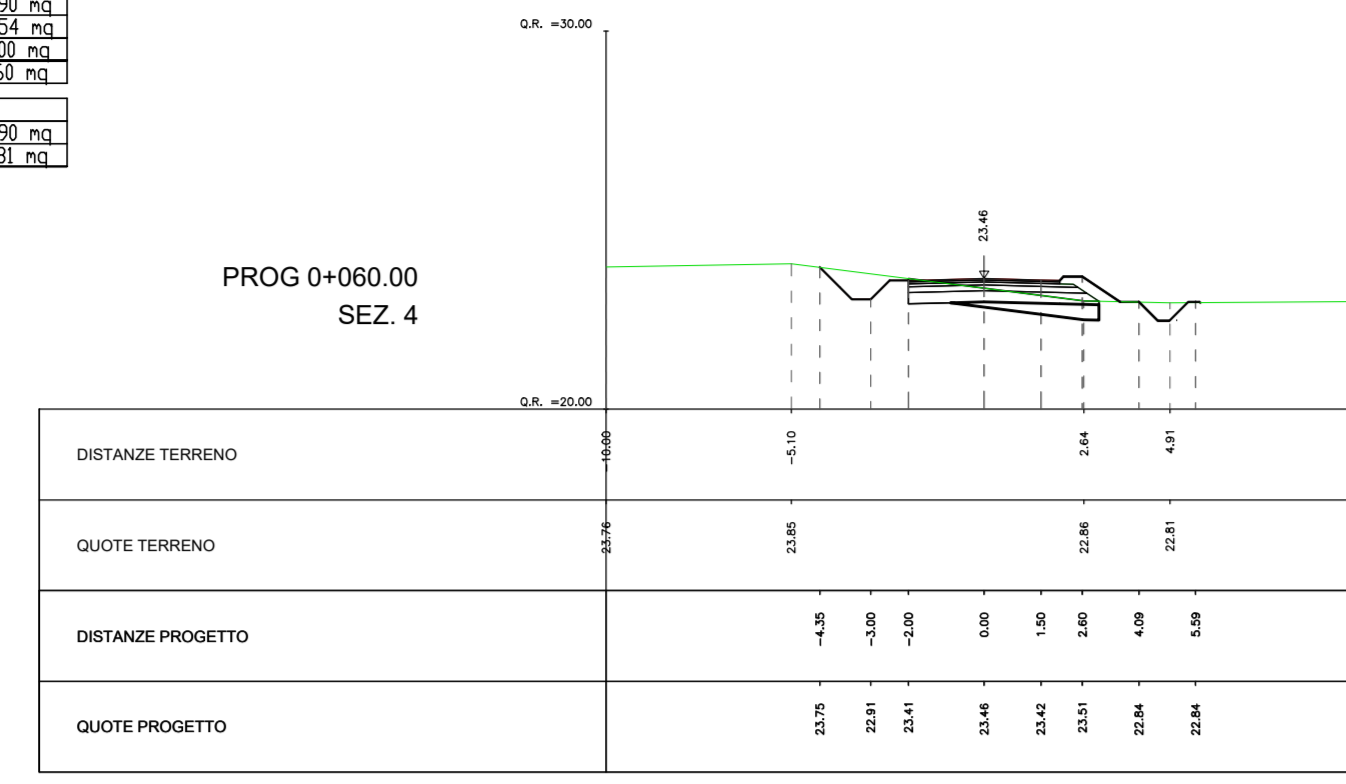 90 mq
54 mq
00 mq
50 mq
90 mq
81 mq
Q.R. =30.00
23.46
PROG 0+060.00
SEZ. 4
Q.R. =20.00
DISTANZE TERRENO -10.00 -5.10 2.64 4.91
QUOTE TERRENO 23.76 23.85 22.86 22.81
DISTANZE PROGETTO -4.35 -3.00 -2.00 0.00 1.50 2.60 4.09 5.59
QUOTE PROGETTO 23.75 22.91 23.41 23.46 23.42 23.51 22.84 22.84